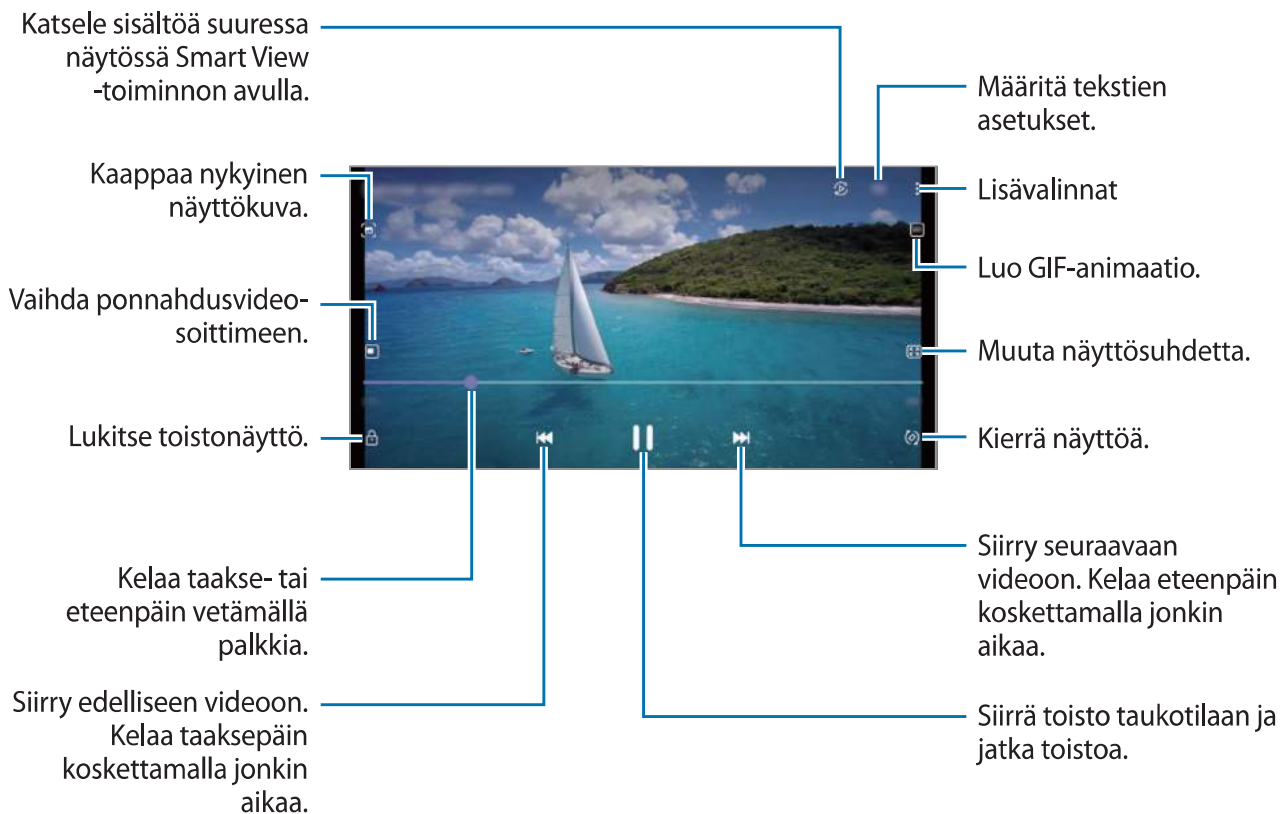 Katsele sisältöä suuressa
näytössä Smart View
-toiminnon avulla.
Määritä tekstien
asetukset.
Kaappaa nykyinen
näyttökuva.
Lisävalinnat
Luo GIF-animaatio.
Vaihda ponnahdusvideo-
soittimeen.
Muuta näyttösuhdetta.
Lukitse toistonäyttö.
Kierrä näyttöä.
Kelaa taakse- tai
eteenpäin vetämällä
palkkia.
Siirry seuraavaan
videoon. Kelaa eteenpäin
koskettamalla jonkin
aikaa.
Siirry edelliseen videoon.
Kelaa taaksepäin
koskettamalla jonkin
aikaa.
Siirrä toisto taukotilaan ja
jatka toistoa.